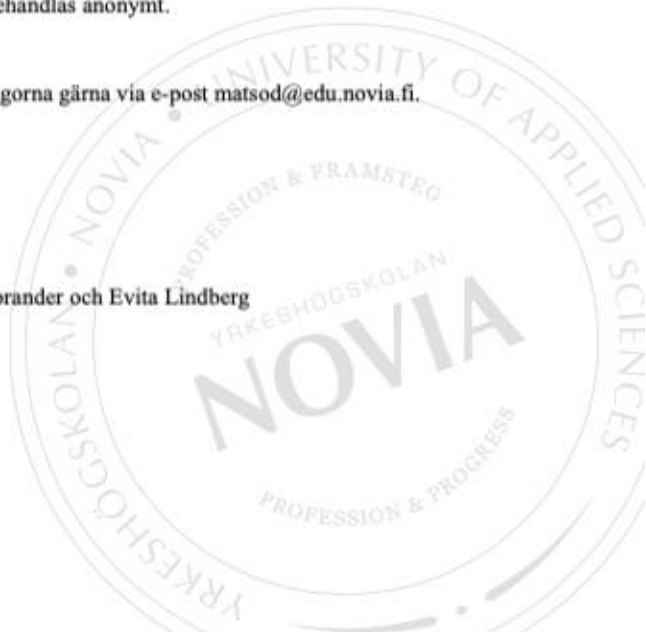 ehandlas anonymt.
gorna gärna via e-post matsod@edu.novia.fi.
orander och Evita Lindberg
YRKESHÖGSKOLAN • NOVIA • UNIVERSITY OF APPLIED SCIENCES
PROFESSION & FRAMSTEG
YRKESHÖGSKOLAN
NOVIA
PROFESSION & PROGRESS